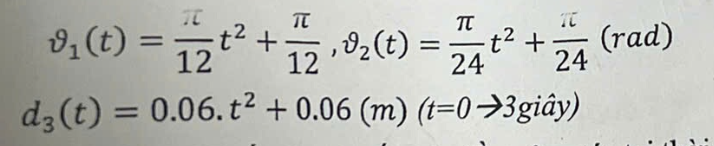 ϑ₁(t) = π/12 t² + π/12 , ϑ₂(t) = π/24 t² + π/24 (rad)
d₃(t) = 0.06. t² + 0.06 (m) (t=0→3giây)